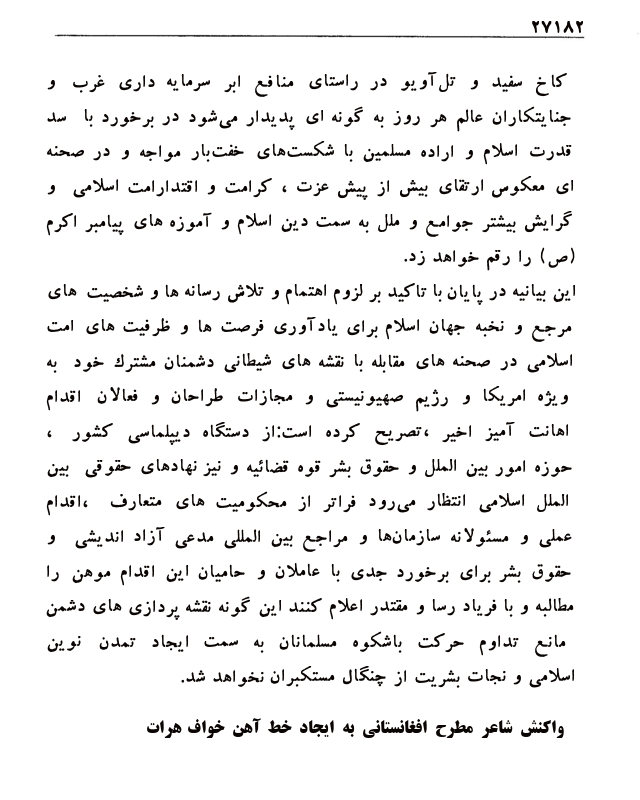 ۲۷۱۸۲
کاخ سفید و تل‌آویو در راستای منافع ابر سرمایه داری غرب و
جنایتکاران عالم هر روز به گونه ای پدیدار می‌شود در برخورد با سد
قدرت اسلام و اراده مسلمین با شکست‌های خفت‌بار مواجه و در صحنه
ای معکوس ارتقای بیش از پیش عزت ، کرامت و اقتدارامت اسلامی و
گرایش بیشتر جوامع و ملل به سمت دین اسلام و آموزه های پیامبر اکرم
(ص) را رقم خواهد زد.
این بیانیه در پایان با تاکید بر لزوم اهتمام و تلاش رسانه ها و شخصیت های
مرجع و نخبه جهان اسلام برای یادآوری فرصت ها و ظرفیت های امت
اسلامی در صحنه های مقابله با نقشه های شیطانی دشمنان مشترك خود به
ویژه امریکا و رژیم صهیونیستی و مجازات طراحان و فعالان اقدام
اهانت آمیز اخیر ،تصریح کرده است:از دستگاه دیپلماسی کشور ،
حوزه امور بین الملل و حقوق بشر قوه قضائیه و نیز نهادهای حقوقی بین
الملل اسلامی انتظار می‌رود فراتر از محکومیت های متعارف ،اقدام
عملی و مسئولانه سازمان‌ها و مراجع بین المللی مدعی آزاد اندیشی و
حقوق بشر برای برخورد جدی با عاملان و حامیان این اقدام موهن را
مطالبه و با فریاد رسا و مقتدر اعلام کنند این گونه نقشه پردازی های دشمن
مانع تداوم حرکت باشکوه مسلمانان به سمت ایجاد تمدن نوین
اسلامی و نجات بشریت از چنگال مستکبران نخواهد شد.
واکنش شاعر مطرح افغانستانی به ایجاد خط آهن خواف هرات